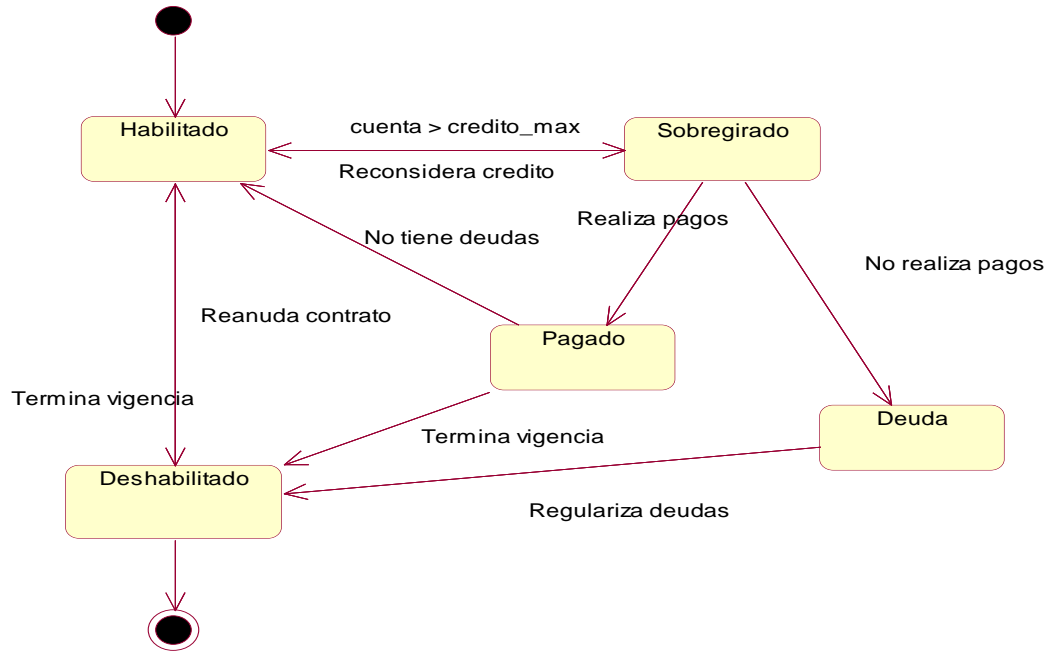 Habilitado
cuenta > credito_max
Sobregirado
Reconsidera credito
Realiza pagos
No tiene deudas
No realiza pagos
Reanuda contrato
Pagado
Termina vigencia
Deuda
Termina vigencia
Deshabilitado
Regulariza deudas